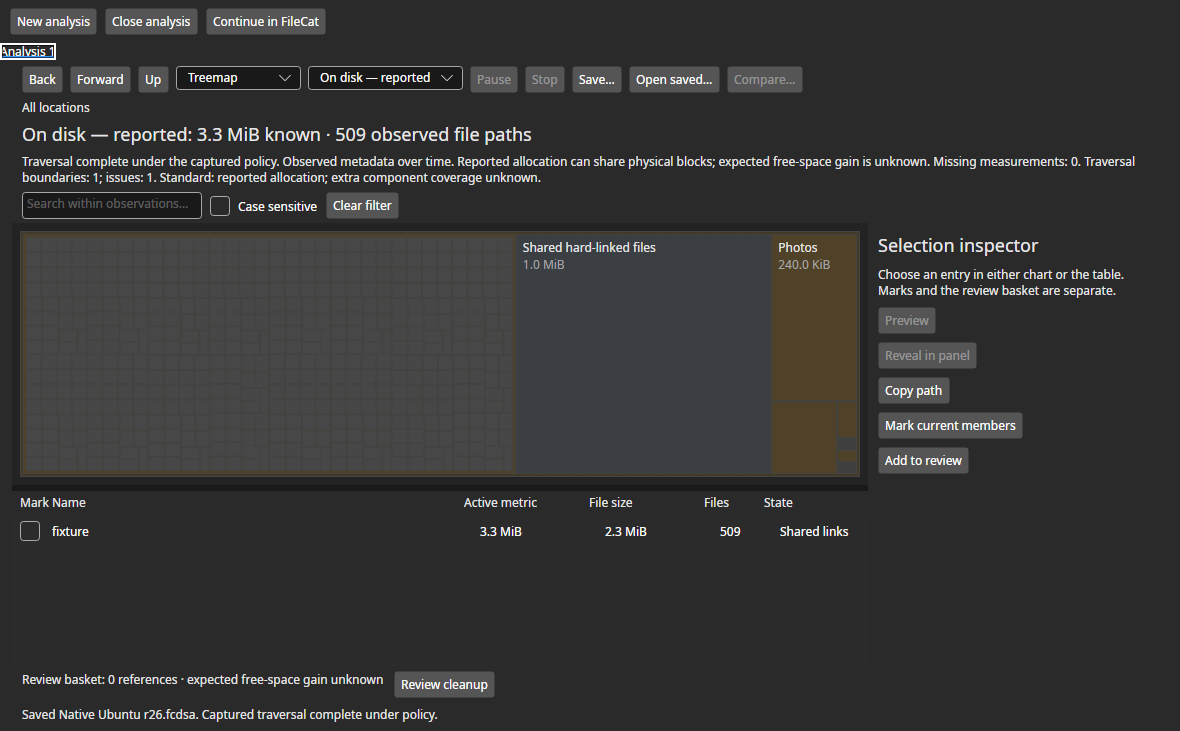 New analysis Close analysis Continue in FileCat
Analysis 1
Back Forward Up Treemap On disk — reported Pause Stop Save... Open saved... Compare...
All locations
On disk — reported: 3.3 MiB known · 509 observed file paths
Traversal complete under the captured policy. Observed metadata over time. Reported allocation can share physical blocks; expected free-space gain is unknown. Missing measurements: 0. Traversal
boundaries: 1; issues: 1. Standard: reported allocation; extra component coverage unknown.
Search within observations... Case sensitive Clear filter
Shared hard-linked files
1.0 MiB
Photos
240.0 KiB
Selection inspector
Choose an entry in either chart or the table.
Marks and the review basket are separate.
Preview
Reveal in panel
Copy path
Mark current members
Add to review
Mark Name Active metric File size Files State
fixture 3.3 MiB 2.3 MiB 509 Shared links
Review basket: 0 references · expected free-space gain unknown Review cleanup
Saved Native Ubuntu r26.fcdsa. Captured traversal complete under policy.